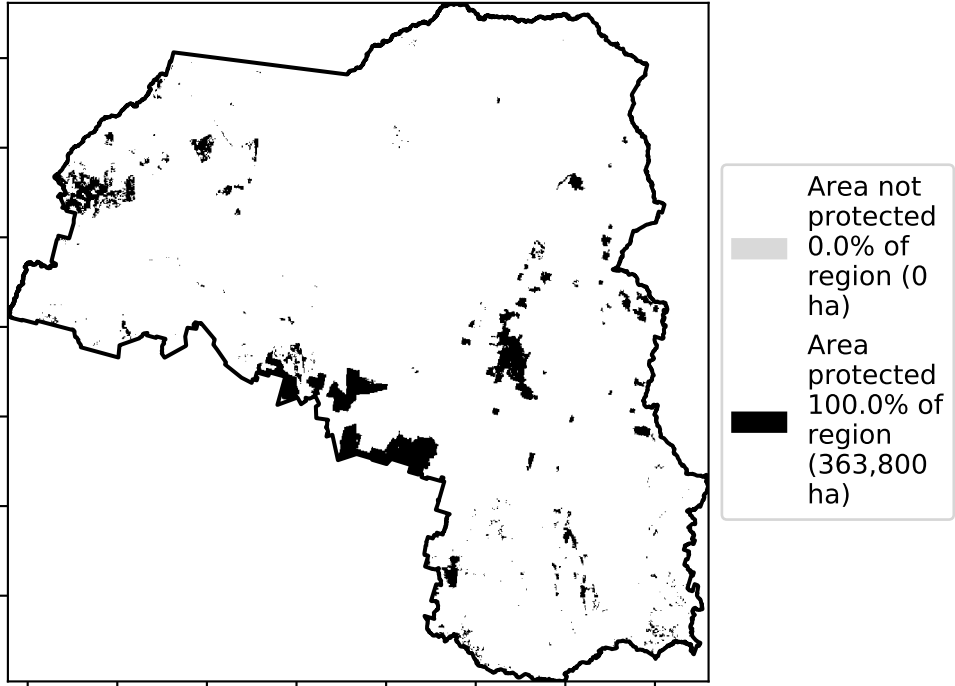 Area not
protected
0.0% of
region (0
ha)
Area
protected
100.0% of
region
(363,800
ha)